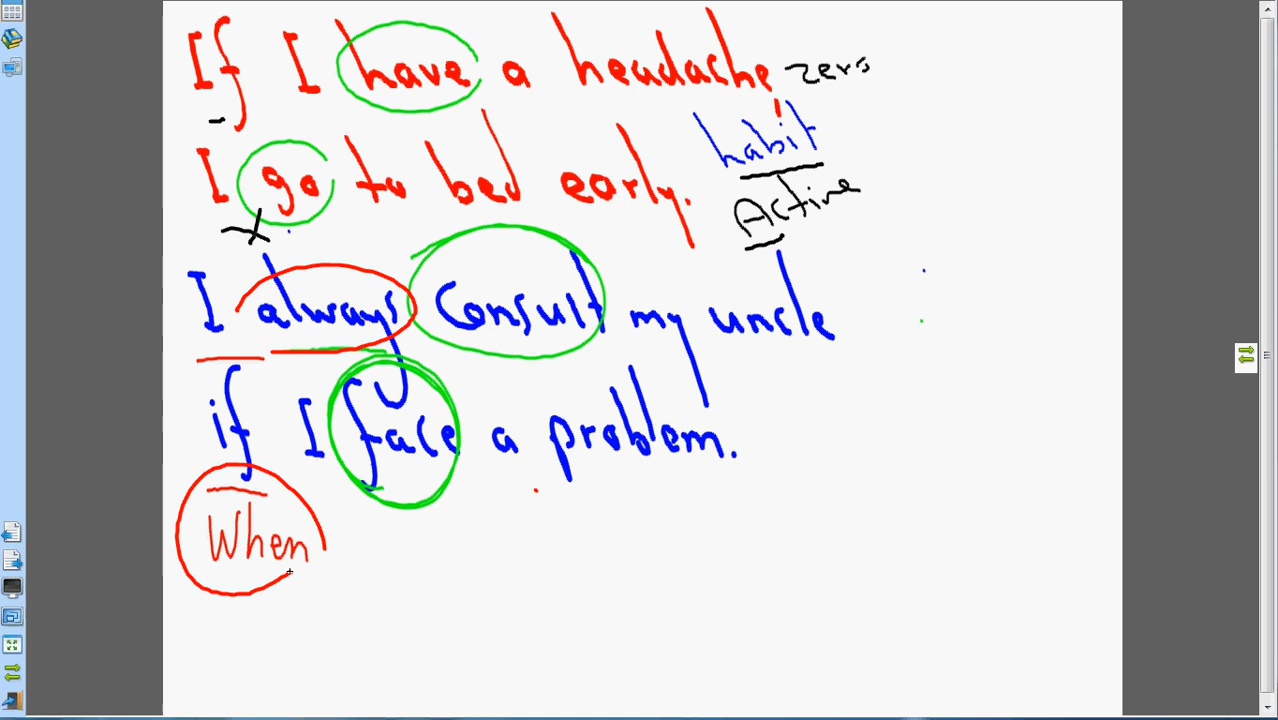 If I have a headache, zero
habit
I go to bed early.
Active
I always Consult my uncle
if I face a problem.
When